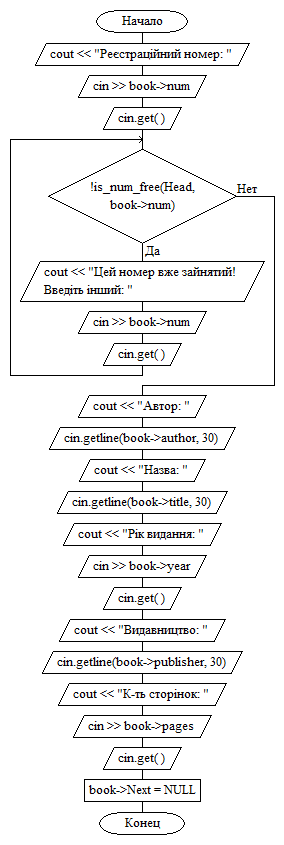 Начало
cout << "Реєстраційний номер: "
cin >> book->num
cin.get( )
!is_num_free(Head,
book->num)
Нет
Да
cout << "Цей номер вже зайнятий!
Введіть інший: "
cin >> book->num
cin.get( )
cout << "Автор: "
cin.getline(book->author, 30)
cout << "Назва: "
cin.getline(book->title, 30)
cout << "Рік видання: "
cin >> book->year
cin.get( )
cout << "Видавництво: "
cin.getline(book->publisher, 30)
cout << "К-ть сторінок: "
cin >> book->pages
cin.get( )
book->Next = NULL
Конец